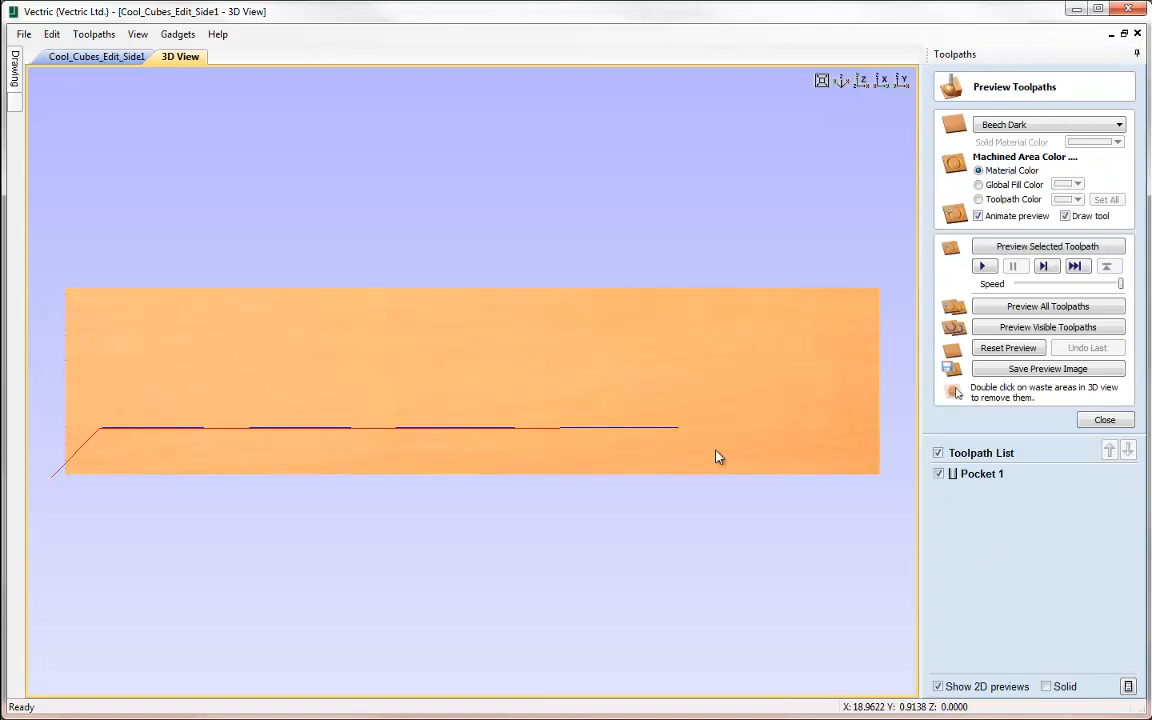 Vectric {Vectric Ltd.} - [Cool_Cubes_Edit_Side1 - 3D View]
File Edit Toolpaths View Gadgets Help
Drawing
Cool_Cubes_Edit_Side1 3D View
Toolpaths
Preview Toolpaths
Beech Dark
Solid Material Color
Machined Area Color ....
Material Color
Global Fill Color
Toolpath Color Set All
Animate preview Draw tool
Preview Selected Toolpath
Speed
Preview All Toolpaths
Preview Visible Toolpaths
Reset Preview Undo Last
Save Preview Image
Double click on waste areas in 3D view
to remove them.
Close
Toolpath List
Pocket 1
Show 2D previews Solid
Ready X: 18.9622 Y: 0.9138 Z: 0.0000